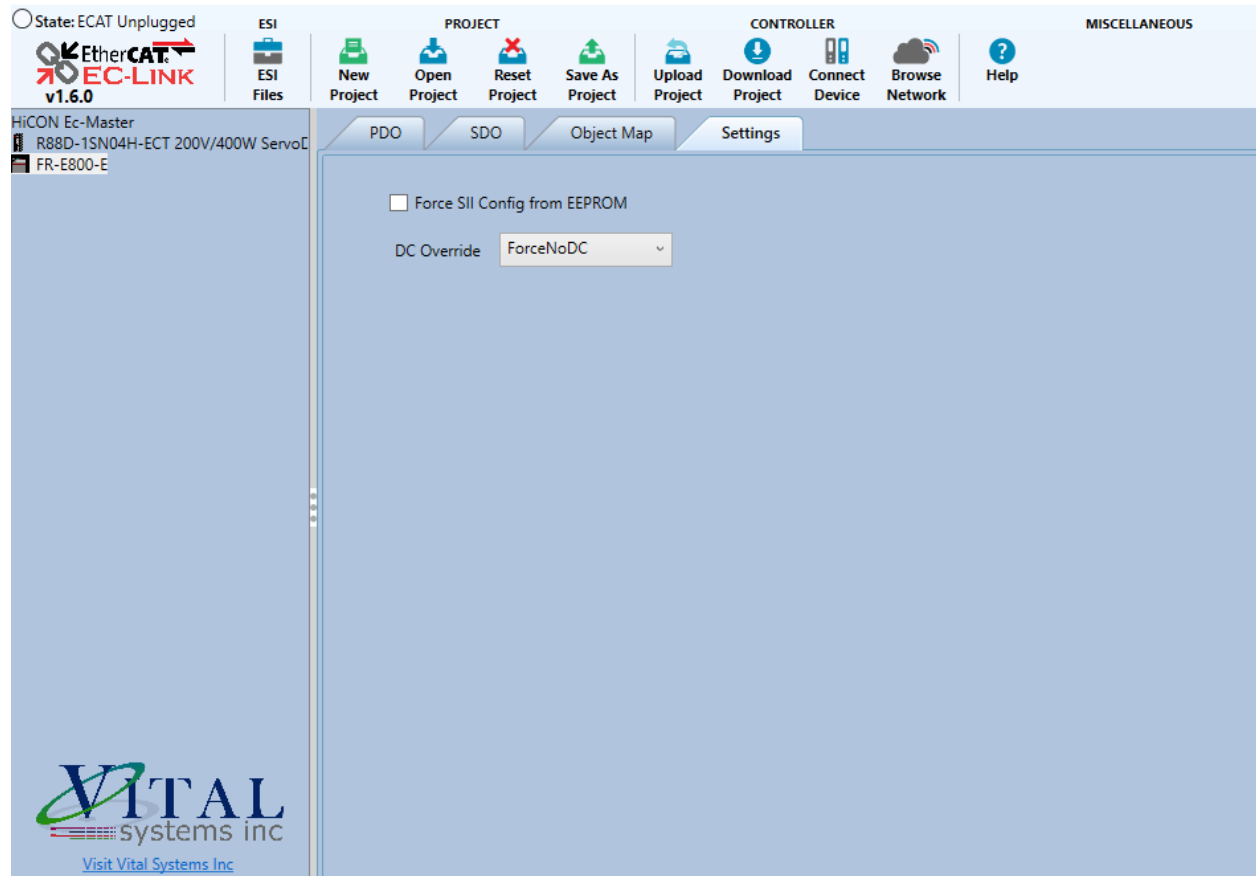 State: ECAT Unplugged
EtherCAT
EC-LINK
v1.6.0
ESI
ESI Files
PROJECT
New Project
Open Project
Reset Project
Save As Project
CONTROLLER
Upload Project
Download Project
Connect Device
Browse Network
MISCELLANEOUS
Help
HiCON Ec-Master
R88D-1SN04H-ECT 200V/400W ServoD
FR-E800-E
PDO
SDO
Object Map
Settings
Force SII Config from EEPROM
DC Override ForceNoDC
VITAL
systems inc
Visit Vital Systems Inc